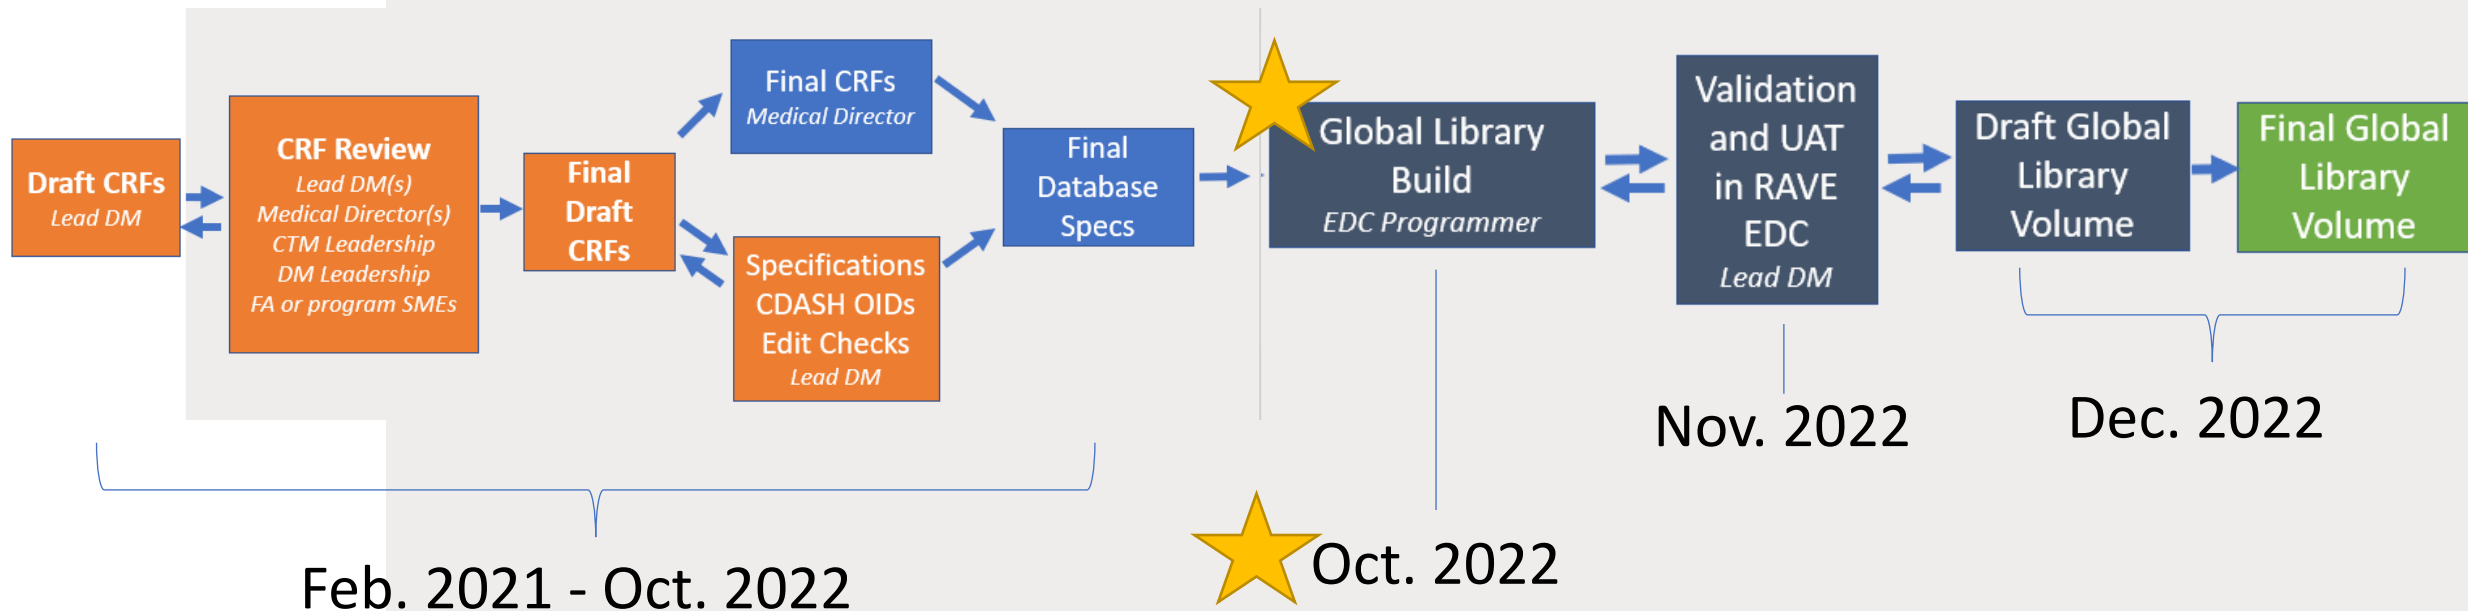 Draft CRFs
Lead DM
CRF Review
Lead DM(s)
Medical Director(s)
CTM Leadership
DM Leadership
FA or program SMEs
Final
Draft
CRFs
Final CRFs
Medical Director
Specifications
CDASH OIDs
Edit Checks
Lead DM
Final
Database
Specs
Global Library
Build
EDC Programmer
Validation
and UAT
in RAVE
EDC
Lead DM
Draft Global
Library
Volume
Final Global
Library
Volume
Feb. 2021 - Oct. 2022
Oct. 2022
Nov. 2022
Dec. 2022